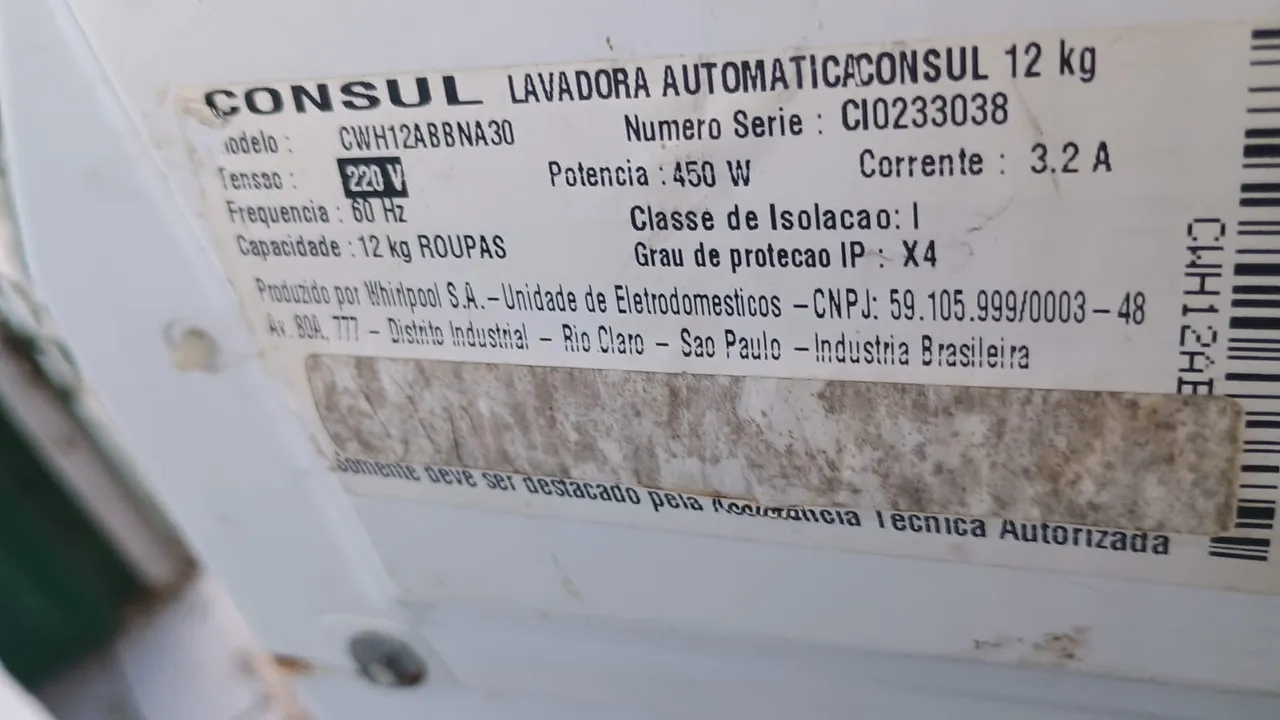 CONSUL LAVADORA AUTOMATICACONSUL 12 kg
odelo : CWH12ABBNA30 Numero Serie : CI0233038
Tensao : 220 V Potencia : 450 W Corrente : 3.2 A
Frequencia : 60 Hz Classe de Isolacao: I
Capacidade : 12 kg ROUPAS Grau de protecao IP : X4
Produzido por Whirlpool S.A.-Unidade de Eletrodomesticos -CNPJ: 59.105.999/0003-48
Av. 80A, 777 - Distrito Industrial - Rio Claro - Sao Paulo -Industria Brasileira
Somente deve ser destacado pela Assistencia Tecnica Autorizada
CWH12AB